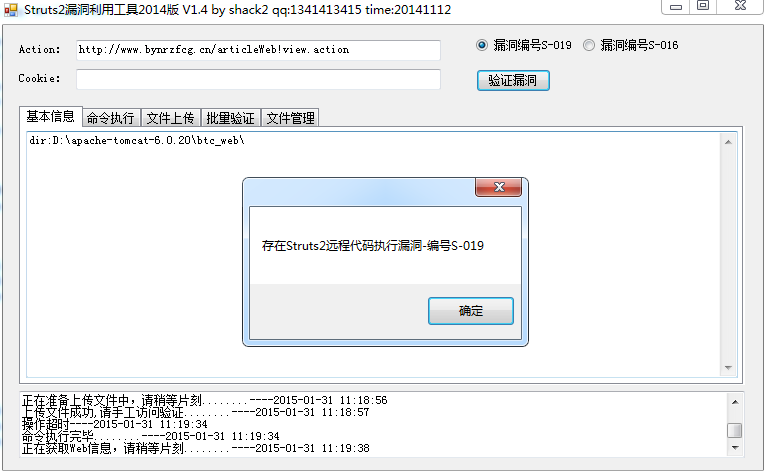 Struts2漏洞利用工具2014版 V1.4 by shack2 qq:1341413415 time:20141112
Action: http://www.bynrzfcg.cn/articleWeb!view.action 漏洞编号S-019 漏洞编号S-016
Cookie: 验证漏洞
基本信息 命令执行 文件上传 批量验证 文件管理
dir:D:\apache-tomcat-6.0.20\btc_web\
存在Struts2远程代码执行漏洞-编号S-019
确定
正在准备上传文件中，请稍等片刻........----2015-01-31 11:18:56
上传文件成功,请手工访问验证........----2015-01-31 11:18:57
操作超时----2015-01-31 11:19:34
命令执行完毕........----2015-01-31 11:19:34
正在获取Web信息，请稍等片刻........----2015-01-31 11:19:38